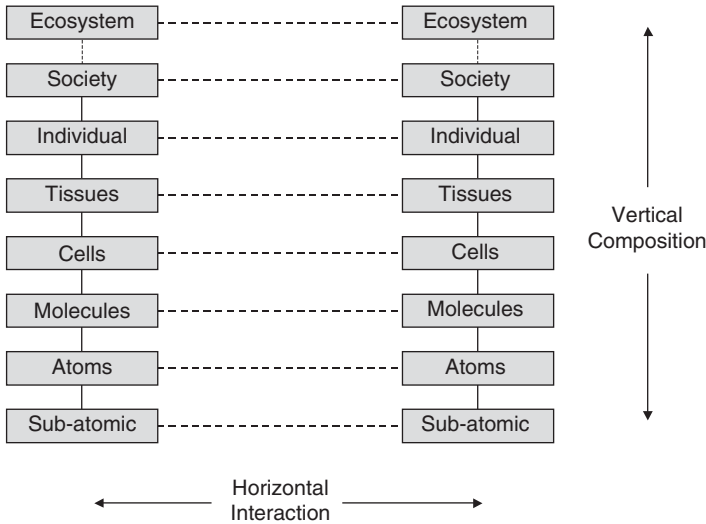 Ecosystem Ecosystem
Society Society
Individual Individual
Tissues Tissues
Cells Cells
Molecules Molecules
Atoms Atoms
Sub-atomic Sub-atomic
Vertical
Composition
Horizontal
Interaction